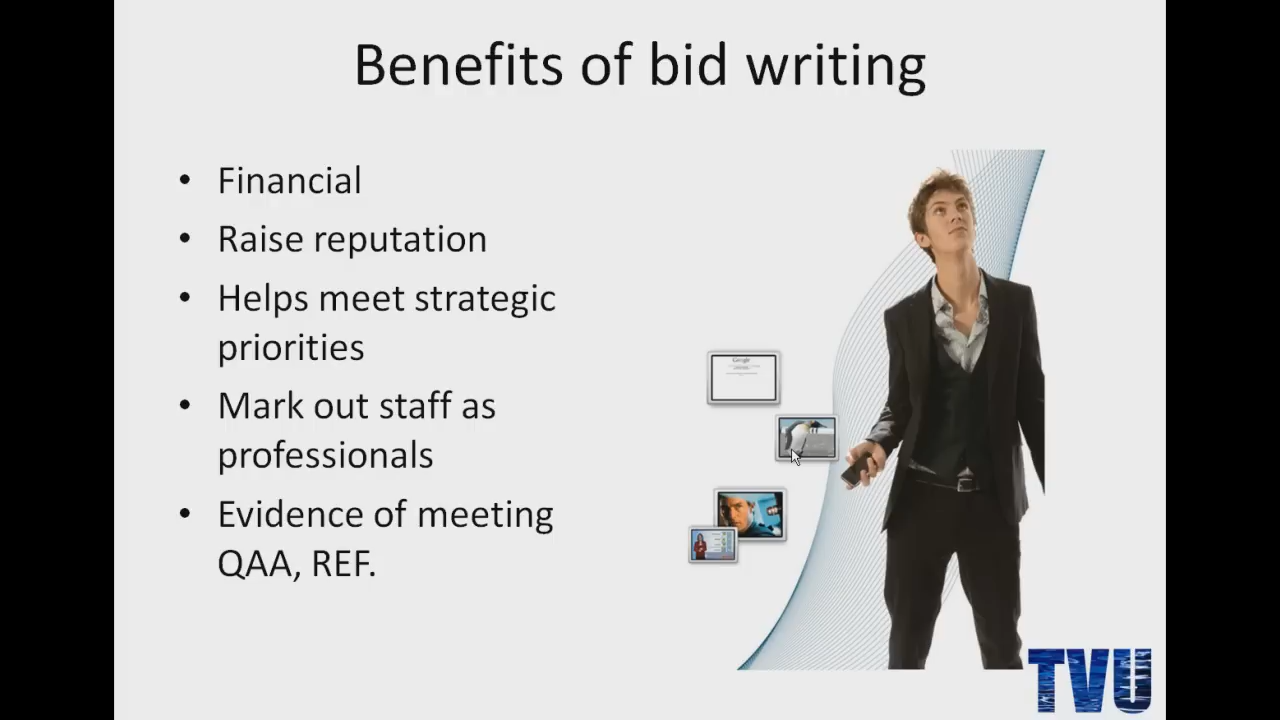 Benefits of bid writing
• Financial
• Raise reputation
• Helps meet strategic
priorities
• Mark out staff as
professionals
• Evidence of meeting
QAA, REF.
Google
TVU